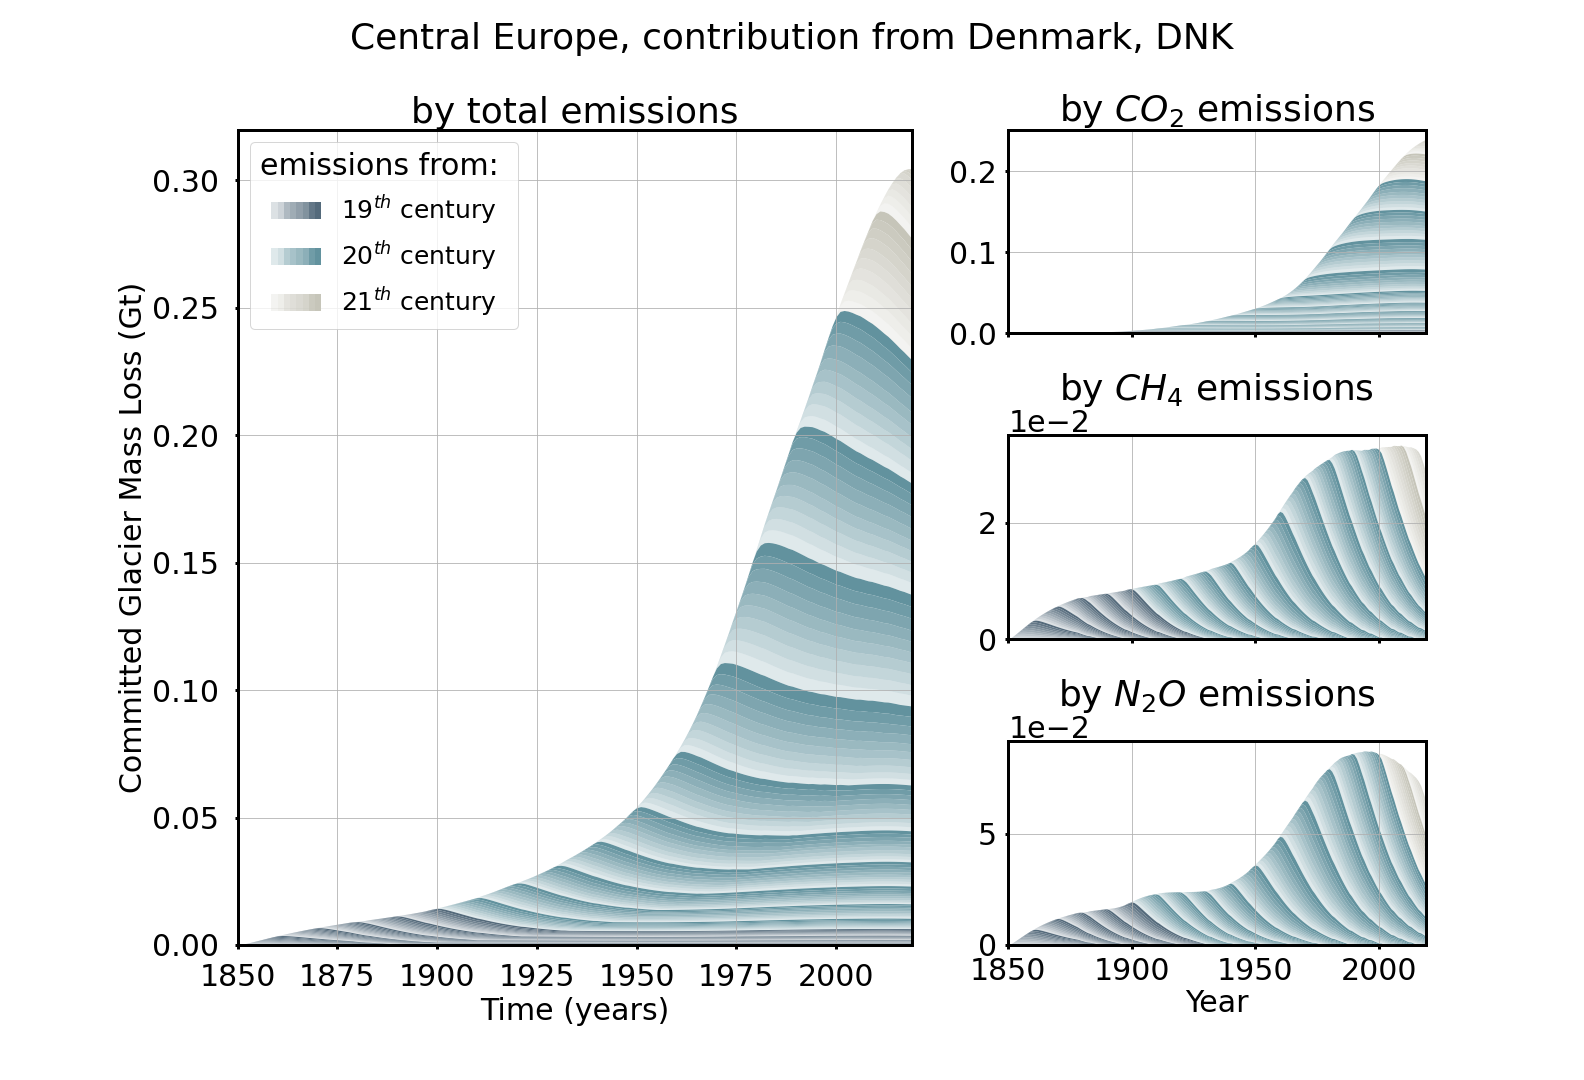 Central Europe, contribution from Denmark, DNK
by total emissions
emissions from:
19th century
20th century
21th century
0.30
0.25
0.20
0.15
0.10
0.05
0.00
Committed Glacier Mass Loss (Gt)
1850 1875 1900 1925 1950 1975 2000
Time (years)
by CO2 emissions
0.2
0.1
0.0
by CH4 emissions
1e−2
2
0
by N2O emissions
1e−2
5
0
1850 1900 1950 2000
Year